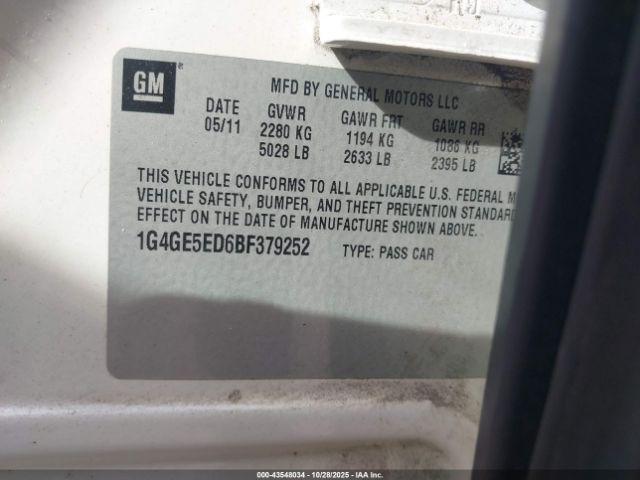 GM
MFD BY GENERAL MOTORS LLC
DATE GVWR GAWR FRT GAWR RR
05/11 2280 KG 1194 KG 1086 KG
5028 LB 2633 LB 2395 LB
THIS VEHICLE CONFORMS TO ALL APPLICABLE U.S. FEDERAL M
VEHICLE SAFETY, BUMPER, AND THEFT PREVENTION STANDARD
EFFECT ON THE DATE OF MANUFACTURE SHOWN ABOVE.
1G4GE5ED6BF379252 TYPE: PASS CAR
000-43548034 | 10/28/2025 | IAA Inc.